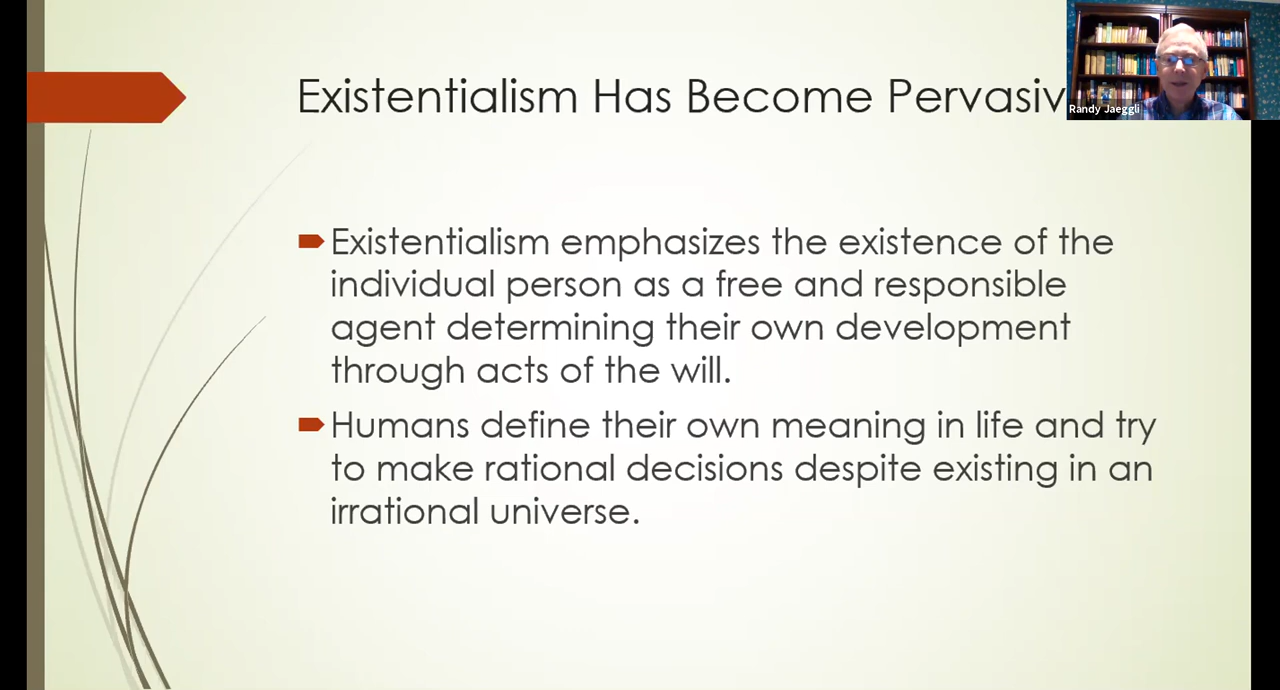 Existentialism Has Become Pervasiv
Randy Jaeggli
Existentialism emphasizes the existence of the
individual person as a free and responsible
agent determining their own development
through acts of the will.
Humans define their own meaning in life and try
to make rational decisions despite existing in an
irrational universe.